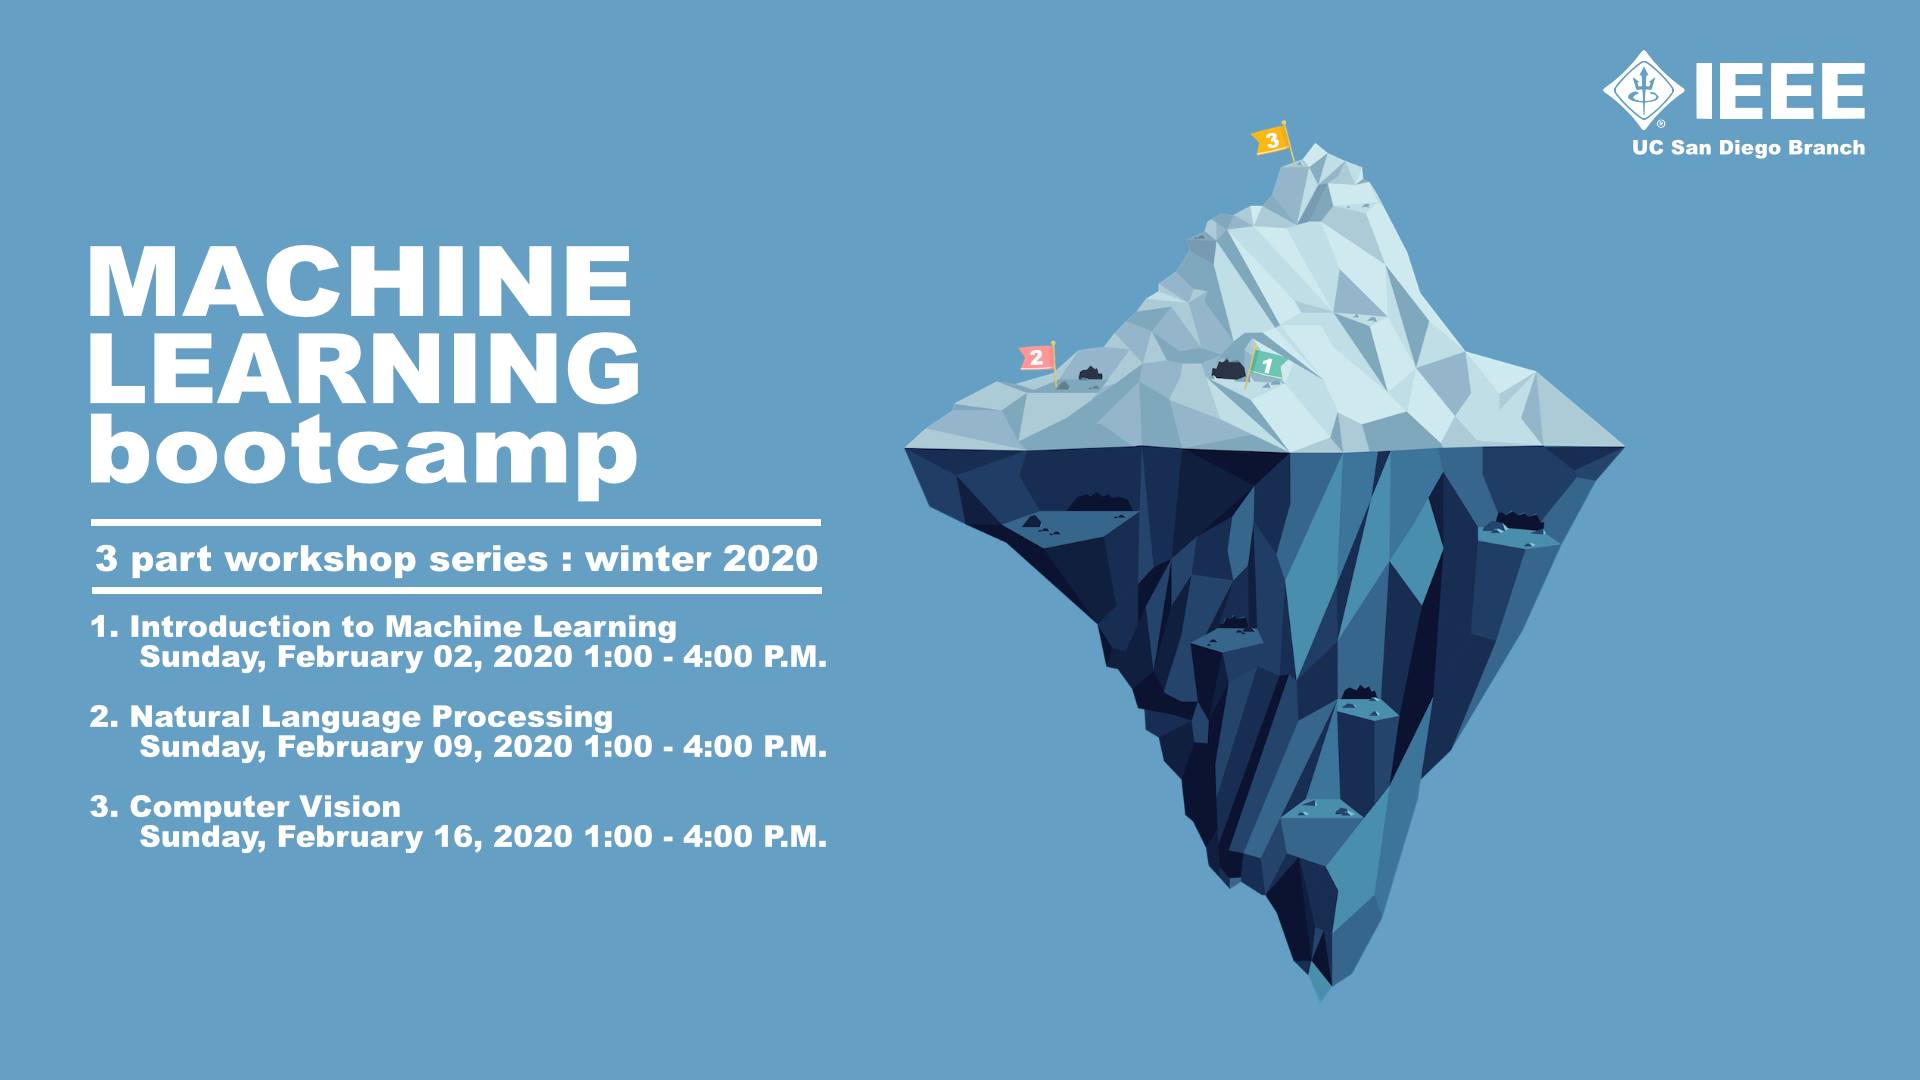 IEEE
UC San Diego Branch
MACHINE
LEARNING
bootcamp
3 part workshop series : winter 2020
1. Introduction to Machine Learning
Sunday, February 02, 2020 1:00 - 4:00 P.M.
2. Natural Language Processing
Sunday, February 09, 2020 1:00 - 4:00 P.M.
3. Computer Vision
Sunday, February 16, 2020 1:00 - 4:00 P.M.
3
2
1